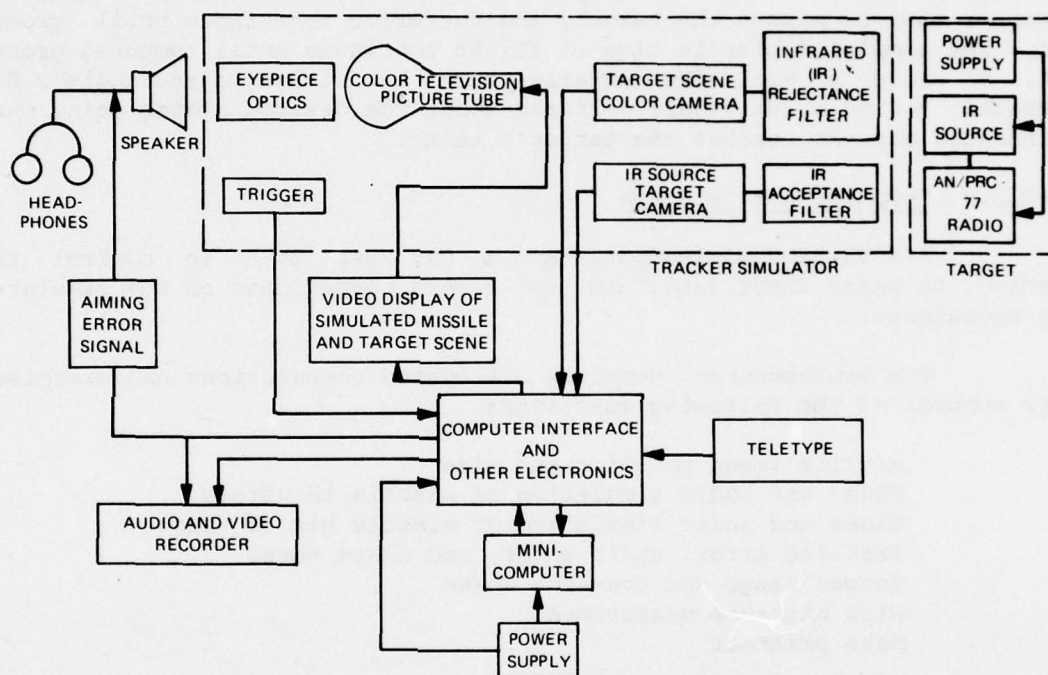 HEAD-
PHONES
SPEAKER
EYEPIECE
OPTICS
COLOR TELEVISION
PICTURE TUBE
TARGET SCENE
COLOR CAMERA
INFRARED
(IR)
REJECTANCE
FILTER
POWER
SUPPLY
IR
SOURCE
AN/PRC-
77
RADIO
TRIGGER
IR SOURCE
TARGET
CAMERA
IR
ACCEPTANCE
FILTER
TRACKER SIMULATOR
TARGET
AIMING
ERROR
SIGNAL
VIDEO DISPLAY OF
SIMULATED MISSILE
AND TARGET SCENE
COMPUTER INTERFACE
AND
OTHER ELECTRONICS
TELETYPE
AUDIO AND VIDEO
RECORDER
MINI-
COMPUTER
POWER
SUPPLY